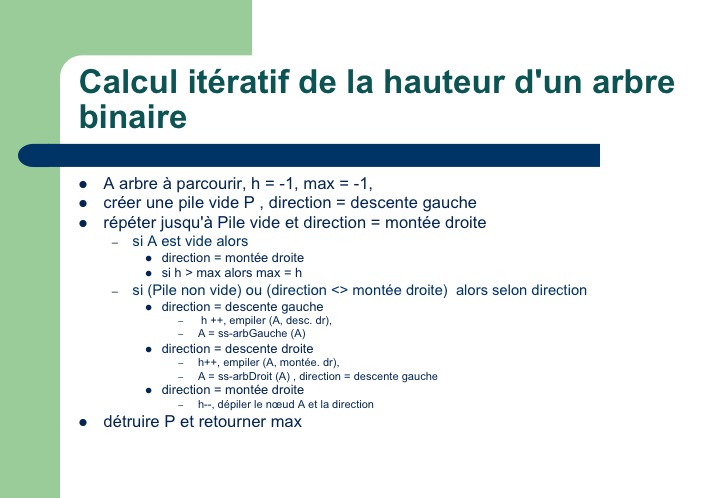 Calcul itératif de la hauteur d'un arbre
binaire
● A arbre à parcourir, h = -1, max = -1,
● créer une pile vide P , direction = descente gauche
● répéter jusqu'à Pile vide et direction = montée droite
– si A est vide alors
● direction = montée droite
● si h > max alors max = h
– si (Pile non vide) ou (direction <> montée droite) alors selon direction
● direction = descente gauche
– h ++, empiler (A, desc. dr),
– A = ss-arbGauche (A)
● direction = descente droite
– h++, empiler (A, montée. dr),
– A = ss-arbDroit (A) , direction = descente gauche
● direction = montée droite
– h--, dépiler le nœud A et la direction
● détruire P et retourner max